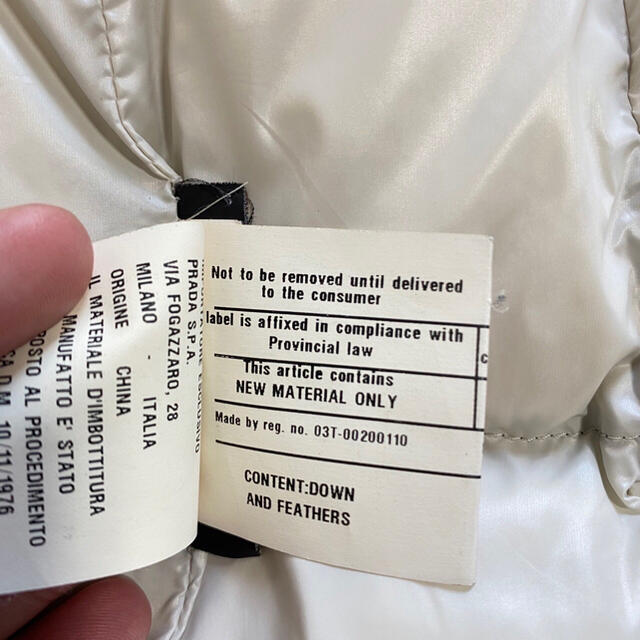 PRADA S.P.A.
VIA FOGAZZARO, 28
MILANO - ITALIA
ORIGINE CHINA
IL MATERIALE D'IMBOTTITURA
MANUFATTO E' STATO
POSTO AL PROCEDIMENTO
D.M. 10/11/1976
Not to be removed until delivered
to the consumer
label is affixed in compliance with
Provincial law
This article contains
NEW MATERIAL ONLY
Made by reg. no. 03T-00200110
CONTENT:DOWN
AND FEATHERS